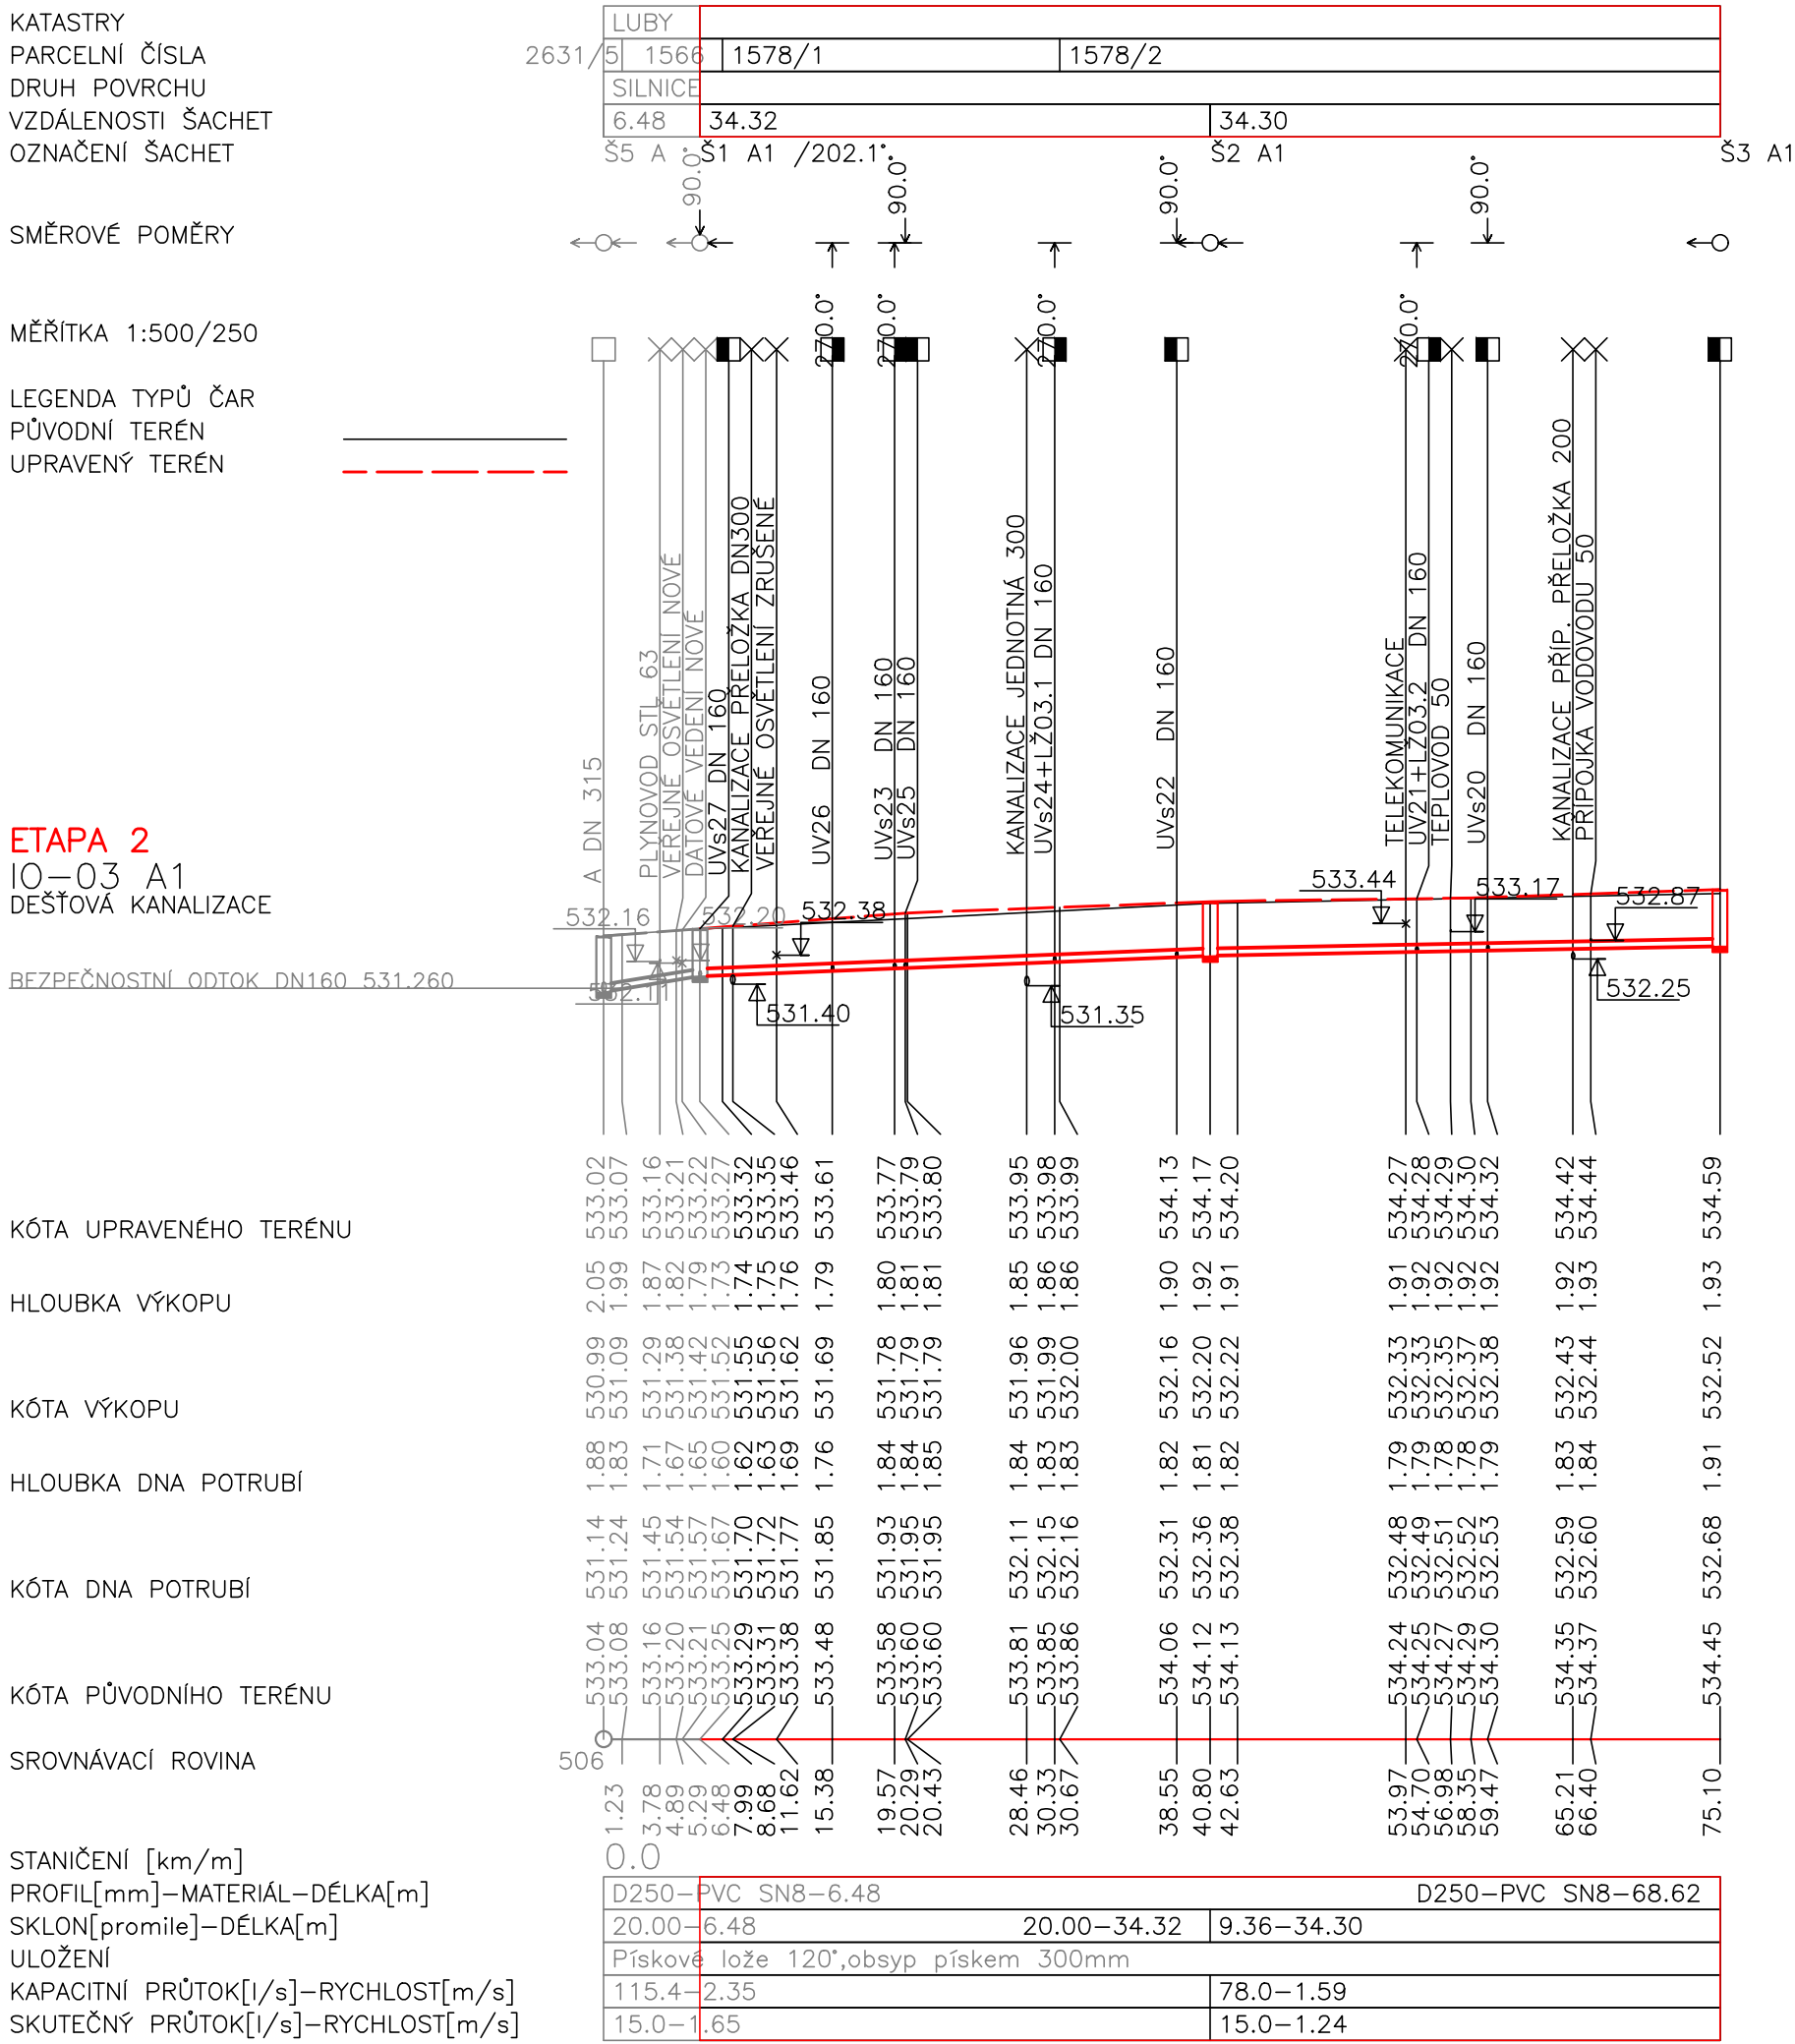 KATASTRY LUBY
PARCELNÍ ČÍSLA 2631/5 1566 1578/1 1578/2
DRUH POVRCHU SILNICE
VZDÁLENOSTI ŠACHET 6.48 34.32 34.30
OZNAČENÍ ŠACHET Š5 A Š1 A1 /202.1° Š2 A1 Š3 A1
90.0° 90.0° 90.0° 90.0°
SMĚROVÉ POMĚRY
270.0° 270.0° 270.0° 270.0°
MĚŘÍTKA 1:500/250
LEGENDA TYPŮ ČAR
PŮVODNÍ TERÉN
UPRAVENÝ TERÉN
A DN 315
PLYNOVOD STL 63
VEŘEJNÉ OSVĚTLENÍ NOVÉ
DATOVÉ VEDENÍ NOVÉ
UVs27 DN 160
KANALIZACE PŘELOŽKA DN300
VEŘEJNÉ OSVĚTLENÍ ZRUŠENÉ
UV26 DN 160
UVs23 DN 160
UVs25 DN 160
KANALIZACE JEDNOTNÁ 300
UVs24+LŽ03.1 DN 160
UVs22 DN 160
TELEKOMUNIKACE
UV21+LŽ03.2 DN 160
TEPLOVOD 50
UVs20 DN 160
KANALIZACE PŘÍP. PŘELOŽKA 200
PŘÍPOJKA VODOVODU 50
ETAPA 2
IO-03 A1
DEŠŤOVÁ KANALIZACE
532.16 532.20 532.38 533.44 533.17 532.87
BEZPEČNOSTNÍ ODTOK DN160 531.260
532.11 531.40 531.35 532.25
KÓTA UPRAVENÉHO TERÉNU 533.02 533.07 533.16 533.21 533.22 533.27 533.32 533.35 533.46 533.61 533.77 533.79 533.80 533.95 533.98 533.99 534.13 534.17 534.20 534.27 534.28 534.29 534.30 534.32 534.42 534.44 534.59
HLOUBKA VÝKOPU 2.05 1.99 1.87 1.82 1.79 1.73 1.74 1.75 1.76 1.79 1.80 1.81 1.81 1.85 1.86 1.86 1.90 1.92 1.91 1.91 1.92 1.92 1.92 1.92 1.92 1.93 1.93
KÓTA VÝKOPU 530.99 531.09 531.29 531.38 531.42 531.52 531.55 531.56 531.62 531.69 531.78 531.79 531.79 531.96 531.99 532.00 532.16 532.20 532.22 532.33 532.33 532.35 532.37 532.38 532.43 532.44 532.52
HLOUBKA DNA POTRUBÍ 1.88 1.83 1.71 1.67 1.65 1.60 1.62 1.63 1.69 1.76 1.84 1.84 1.85 1.84 1.83 1.83 1.82 1.81 1.82 1.79 1.79 1.78 1.78 1.79 1.83 1.84 1.91
KÓTA DNA POTRUBÍ 531.14 531.24 531.45 531.54 531.57 531.67 531.70 531.72 531.77 531.85 531.93 531.95 531.95 532.11 532.15 532.16 532.31 532.36 532.38 532.48 532.49 532.51 532.52 532.53 532.59 532.60 532.68
KÓTA PŮVODNÍHO TERÉNU 533.04 533.08 533.16 533.20 533.21 533.25 533.29 533.31 533.38 533.48 533.58 533.60 533.60 533.81 533.85 533.86 534.06 534.12 534.13 534.24 534.25 534.27 534.29 534.30 534.35 534.37 534.45
SROVNÁVACÍ ROVINA 506
1.23 3.78 4.89 5.29 6.48 7.99 8.68 11.62 15.38 19.57 20.29 20.43 28.46 30.33 30.67 38.55 40.80 42.63 53.97 54.70 56.98 58.35 59.47 65.21 66.40 75.10
STANIČENÍ [km/m] 0.0
PROFIL[mm]-MATERIÁL-DÉLKA[m] D250-PVC SN8-6.48 D250-PVC SN8-68.62
SKLON[promile]-DÉLKA[m] 20.00-6.48 20.00-34.32 9.36-34.30
ULOŽENÍ Pískové lože 120°,obsyp pískem 300mm
KAPACITNÍ PRŮTOK[l/s]-RYCHLOST[m/s] 115.4-2.35 78.0-1.59
SKUTEČNÝ PRŮTOK[l/s]-RYCHLOST[m/s] 15.0-1.65 15.0-1.24